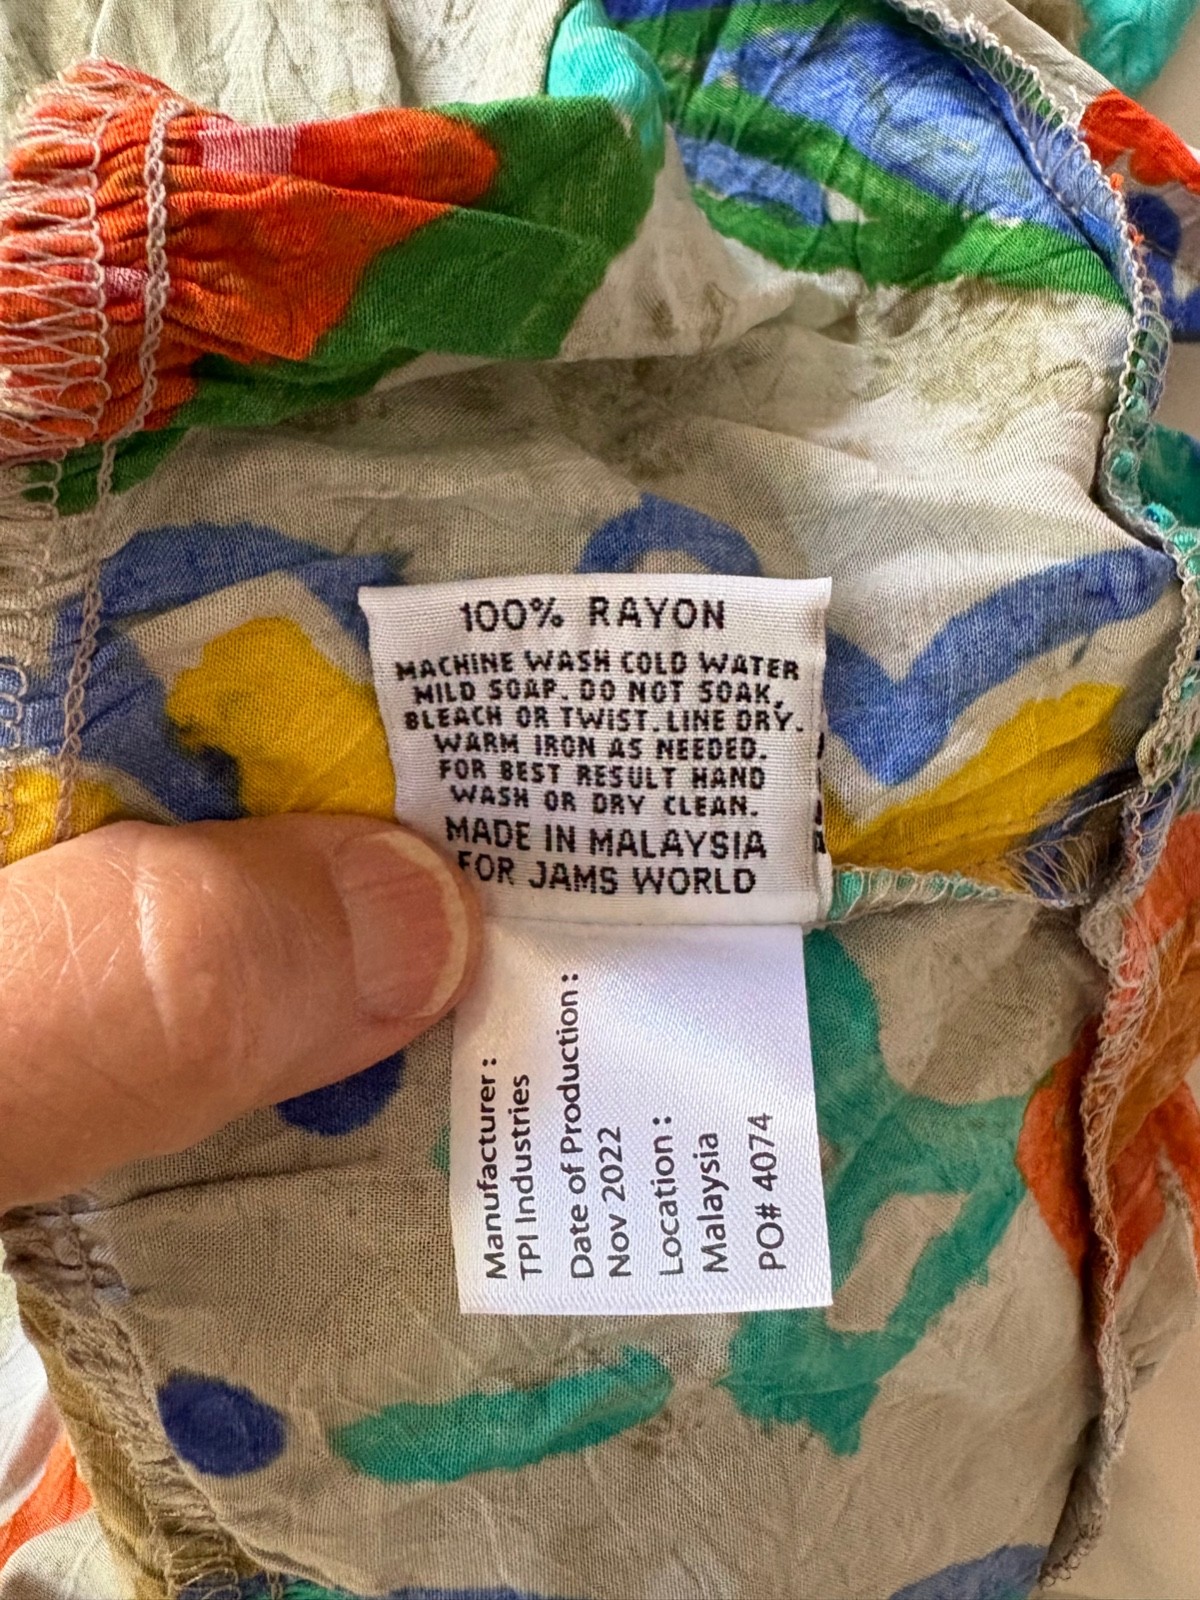 100% RAYON
MACHINE WASH COLD WATER
MILD SOAP. DO NOT SOAK,
BLEACH OR TWIST. LINE DRY.
WARM IRON AS NEEDED.
FOR BEST RESULT HAND
WASH OR DRY CLEAN.
MADE IN MALAYSIA
FOR JAMS WORLD
Manufacturer :
TPI Industries
Date of Production :
Nov 2022
Location :
Malaysia
PO# 4074